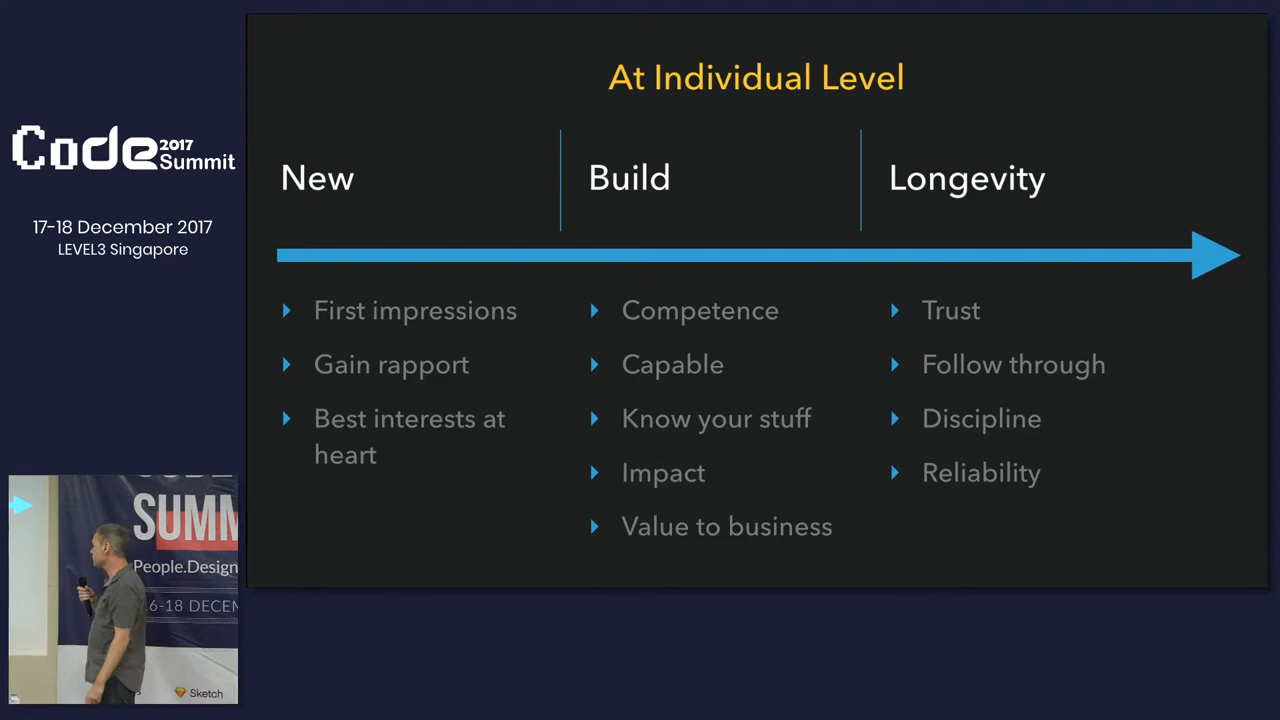 Code 2017 Summit
17-18 December 2017
LEVEL3 Singapore
At Individual Level
New
Build
Longevity
First impressions
Gain rapport
Best interests at
heart
Competence
Capable
Know your stuff
Impact
Value to business
Trust
Follow through
Discipline
Reliability
SUMM
People.Design
6-18 DECEM
Sketch